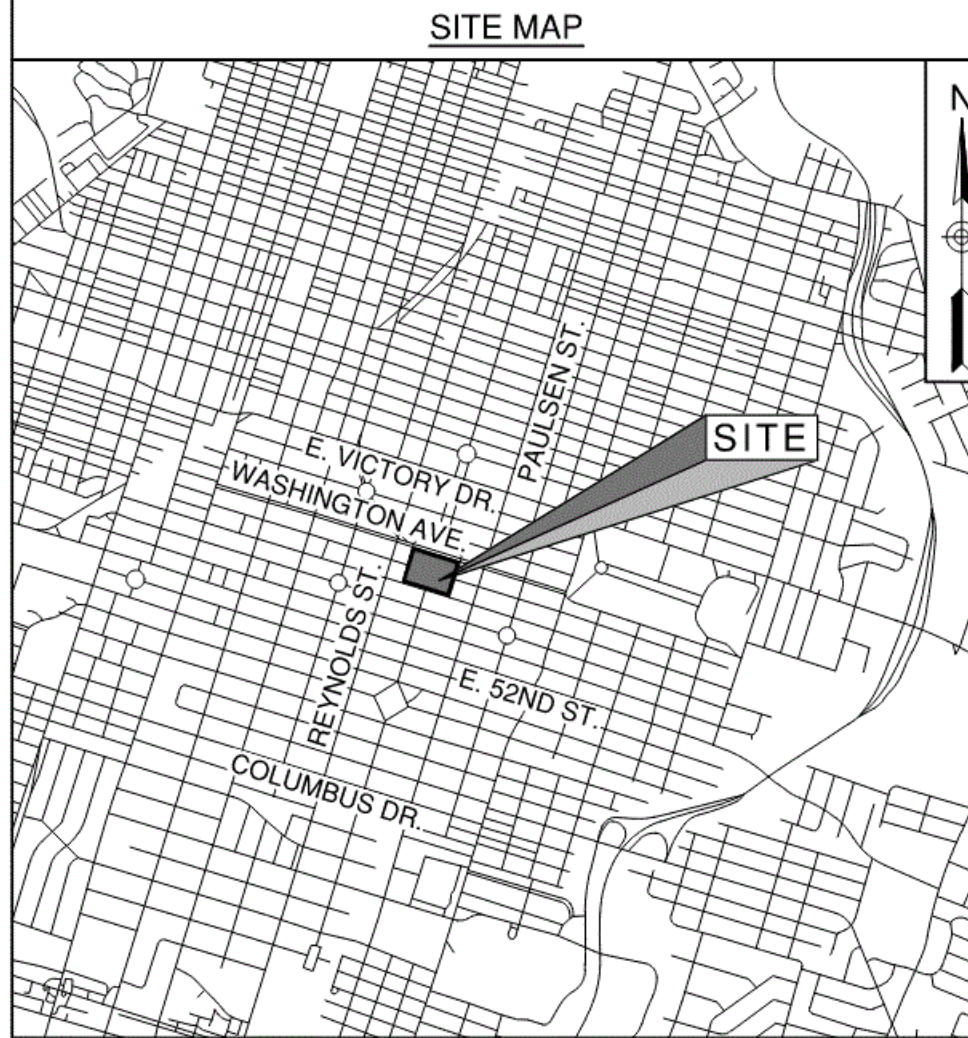 SITE MAP
N
PAULSEN ST.
SITE
E. VICTORY DR.
WASHINGTON AVE.
REYNOLDS ST.
E. 52ND ST.
COLUMBUS DR.